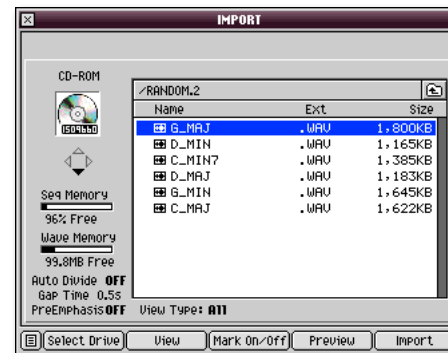 IMPORT
CD-ROM
ISO9660
/RANDOM.2
Name Ext Size
G_MAJ .WAV 1,800KB
D_MIN .WAV 1,165KB
C_MIN7 .WAV 1,385KB
D_MAJ .WAV 1,183KB
G_MIN .WAV 1,645KB
C_MAJ .WAV 1,622KB
Seq Memory
96% Free
Wave Memory
99.8MB Free
Auto Divide OFF
Gap Time 0.5s
PreEmphasis OFF
View Type: All
Select Drive View Mark On/Off Preview Import